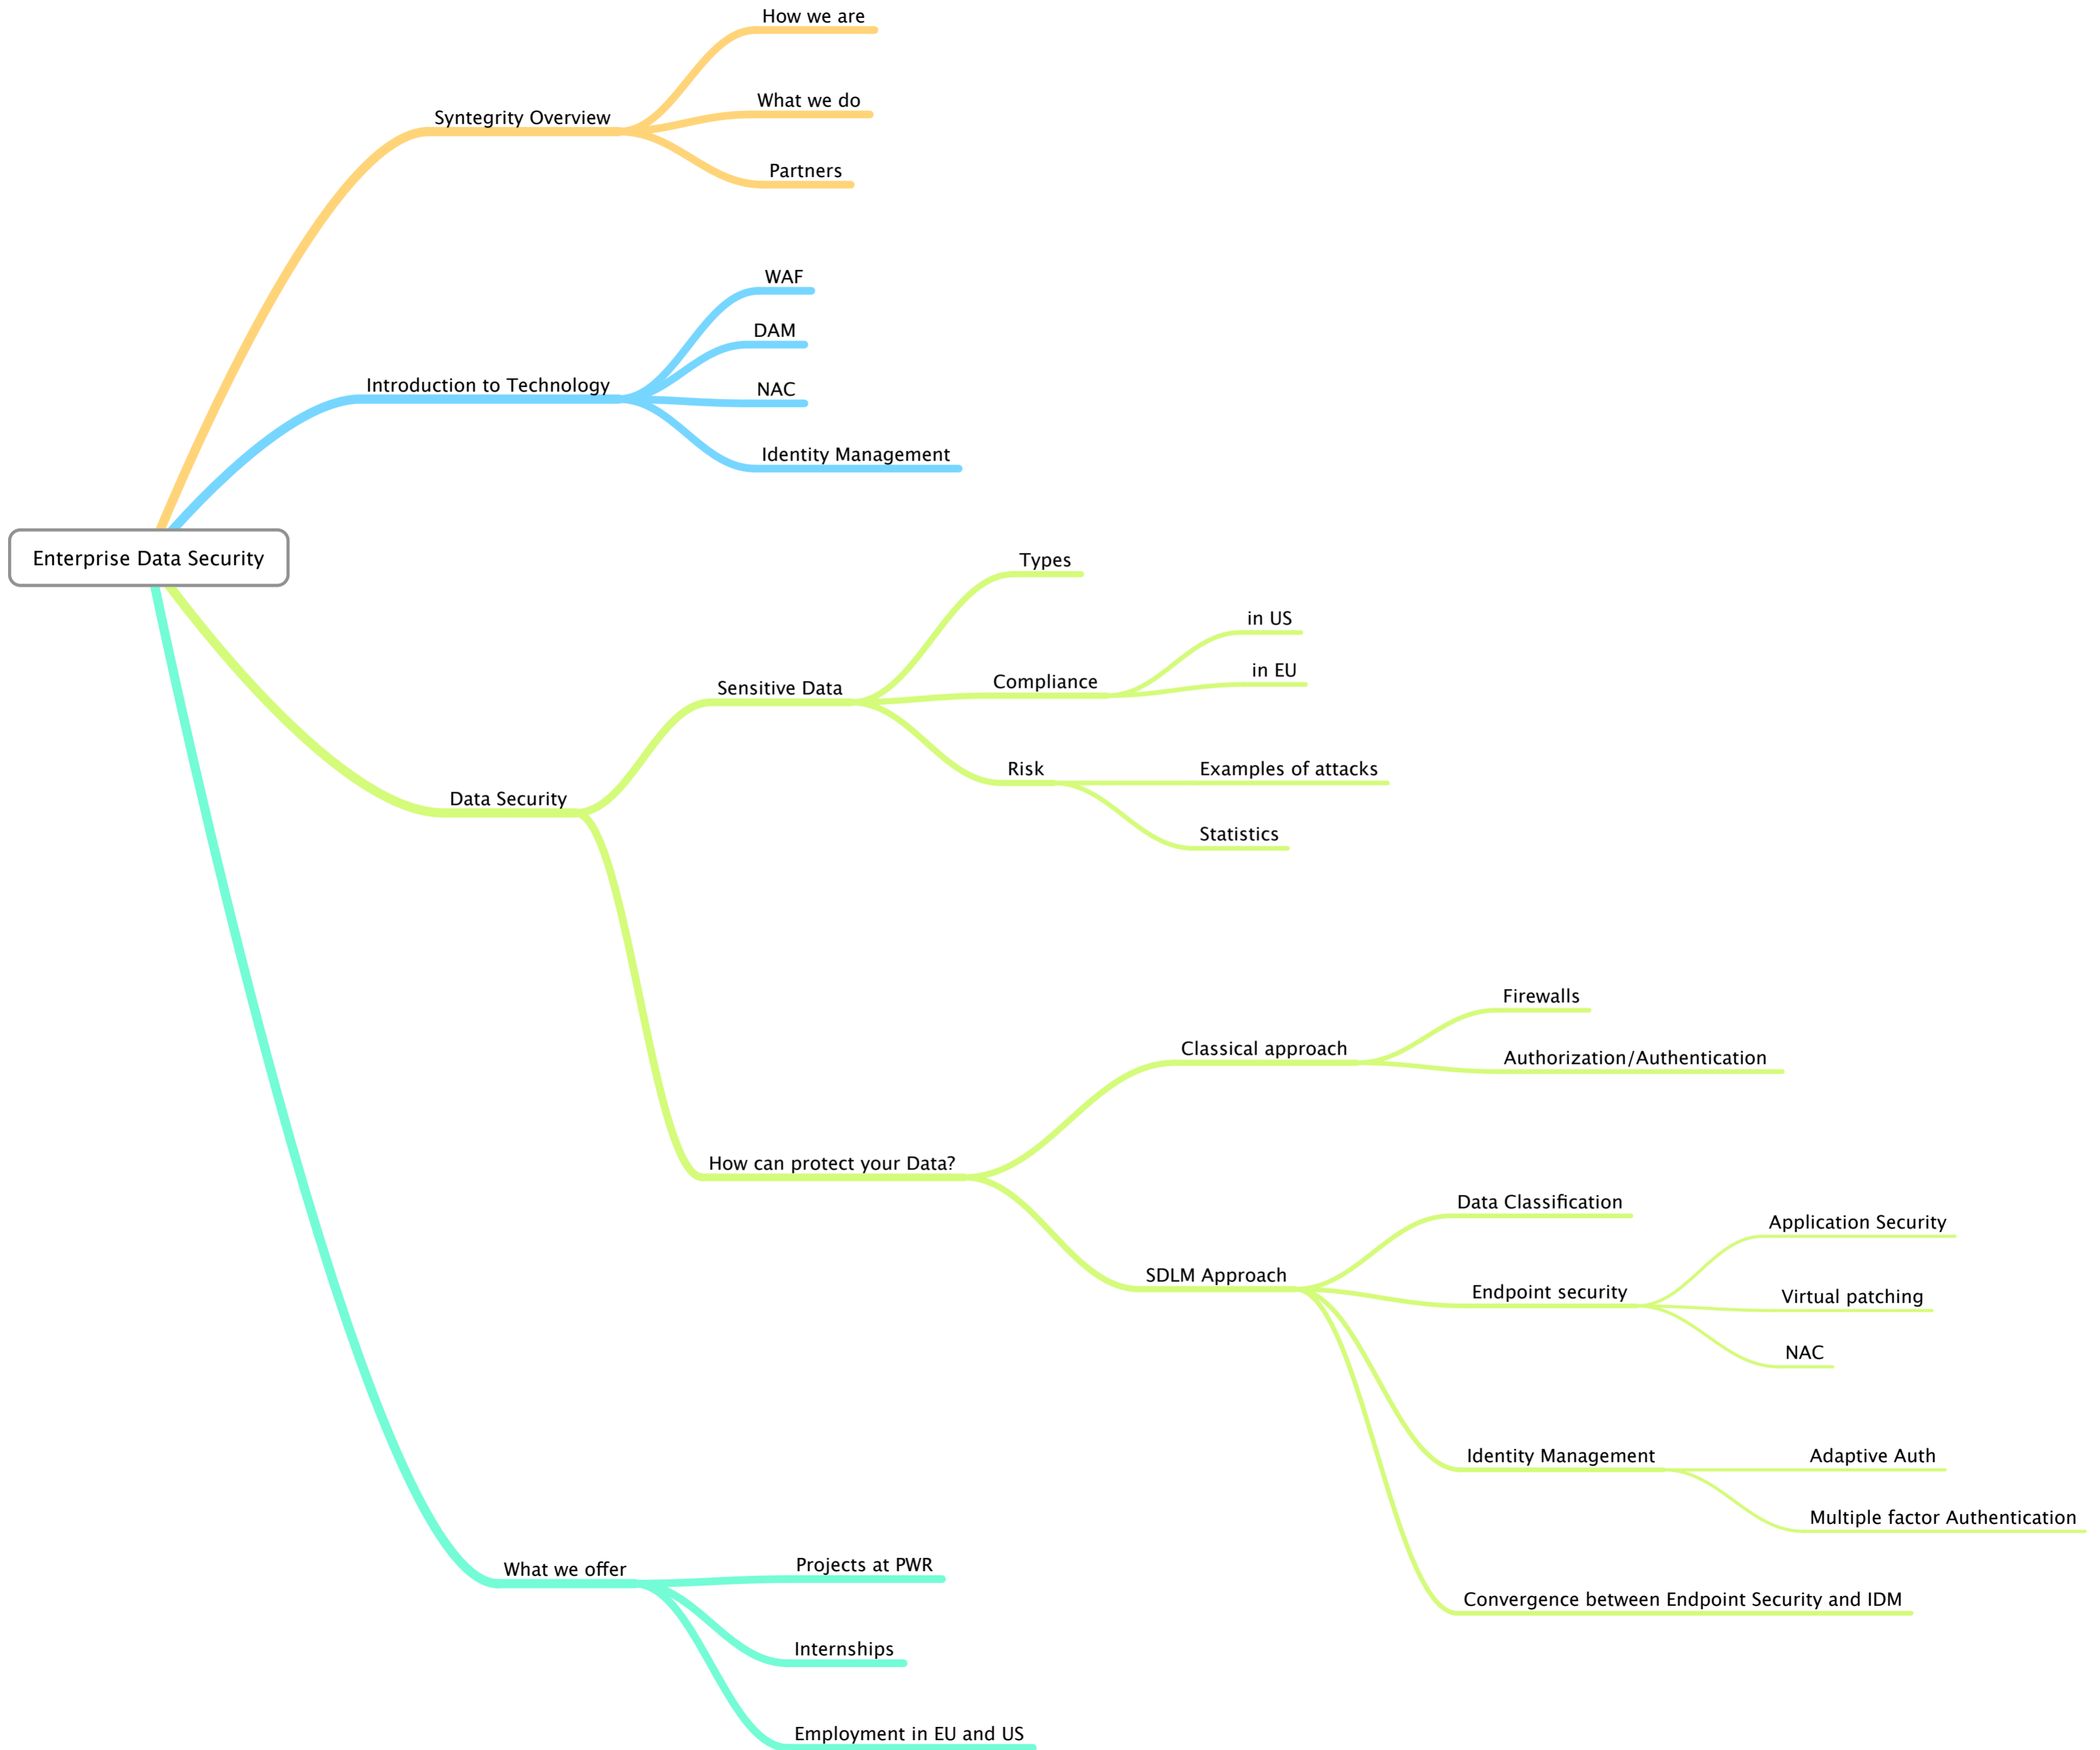 How we are
What we do
Syntegrity Overview
Partners
WAF
DAM
Introduction to Technology
NAC
Identity Management
Enterprise Data Security
Types
in US
in EU
Compliance
Sensitive Data
Risk
Examples of attacks
Statistics
Data Security
Firewalls
Classical approach
Authorization/Authentication
How can protect your Data?
Data Classification
Application Security
SDLM Approach
Endpoint security
Virtual patching
NAC
Identity Management
Adaptive Auth
Multiple factor Authentication
Convergence between Endpoint Security and IDM
What we offer
Projects at PWR
Internships
Employment in EU and US